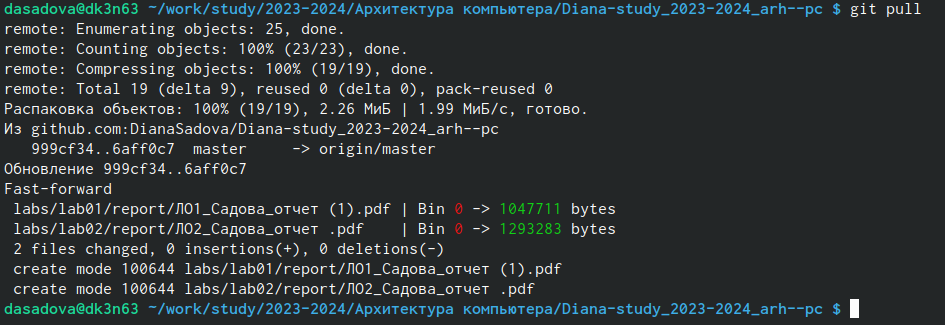 dasadova@dk3n63 ~/work/study/2023-2024/Архитектура компьютера/Diana-study_2023-2024_arh--pc $ git pull
remote: Enumerating objects: 25, done.
remote: Counting objects: 100% (23/23), done.
remote: Compressing objects: 100% (19/19), done.
remote: Total 19 (delta 9), reused 0 (delta 0), pack-reused 0
Распаковка объектов: 100% (19/19), 2.26 МиБ | 1.99 МиБ/с, готово.
Из github.com:DianaSadova/Diana-study_2023-2024_arh--pc
   999cf34..6aff0c7  master     -> origin/master
Обновление 999cf34..6aff0c7
Fast-forward
 labs/lab01/report/ЛО1_Садова_отчет (1).pdf | Bin 0 -> 1047711 bytes
 labs/lab02/report/ЛО2_Садова_отчет .pdf    | Bin 0 -> 1293283 bytes
 2 files changed, 0 insertions(+), 0 deletions(-)
 create mode 100644 labs/lab01/report/ЛО1_Садова_отчет (1).pdf
 create mode 100644 labs/lab02/report/ЛО2_Садова_отчет .pdf
dasadova@dk3n63 ~/work/study/2023-2024/Архитектура компьютера/Diana-study_2023-2024_arh--pc $